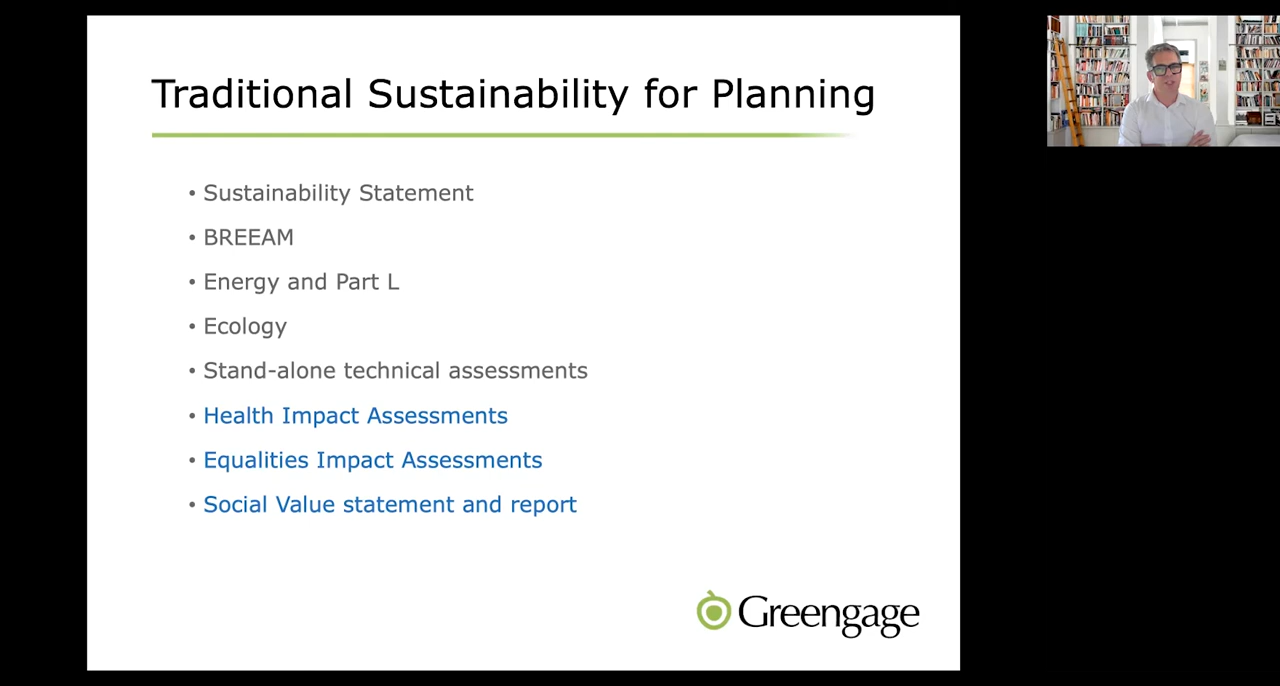 Traditional Sustainability for Planning
• Sustainability Statement
• BREEAM
• Energy and Part L
• Ecology
• Stand-alone technical assessments
• Health Impact Assessments
• Equalities Impact Assessments
• Social Value statement and report
Greengage